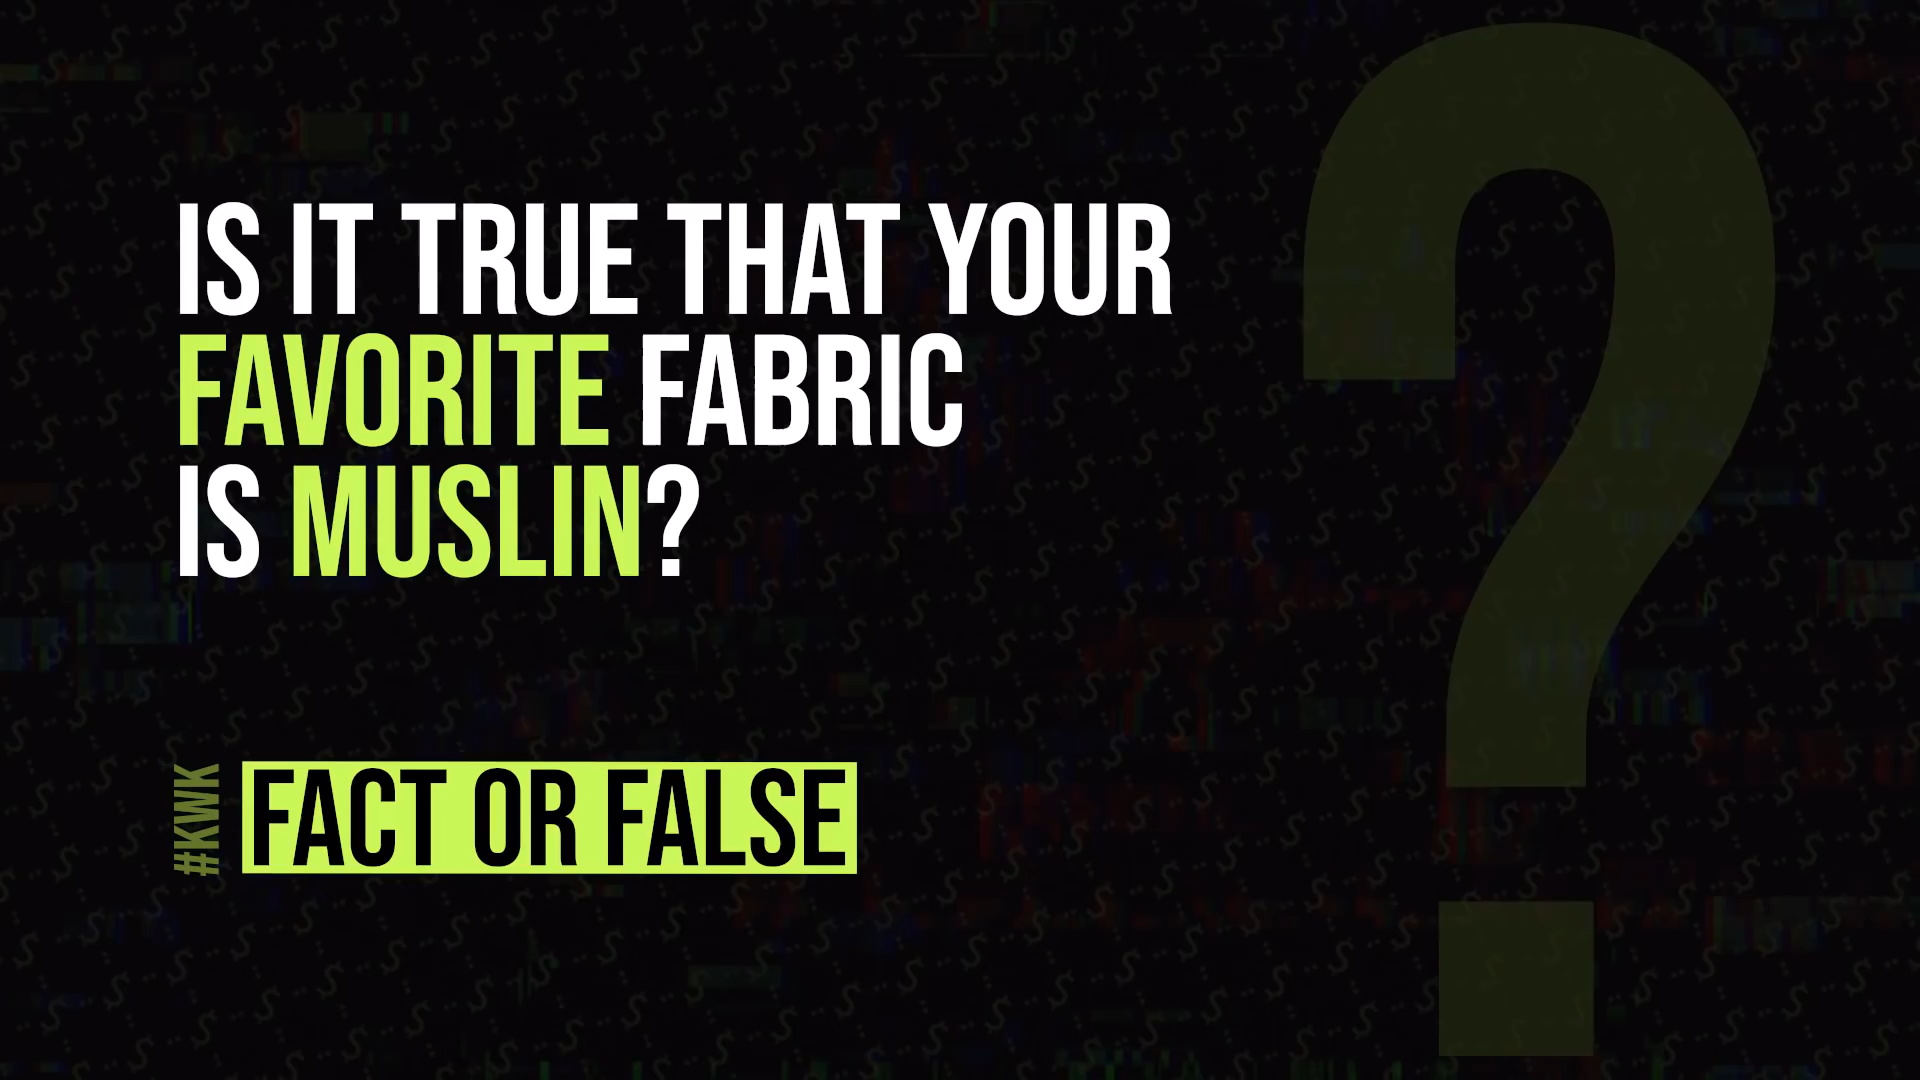 IS IT TRUE THAT YOUR
FAVORITE FABRIC
IS MUSLIN?
#KWK
FACT OR FALSE